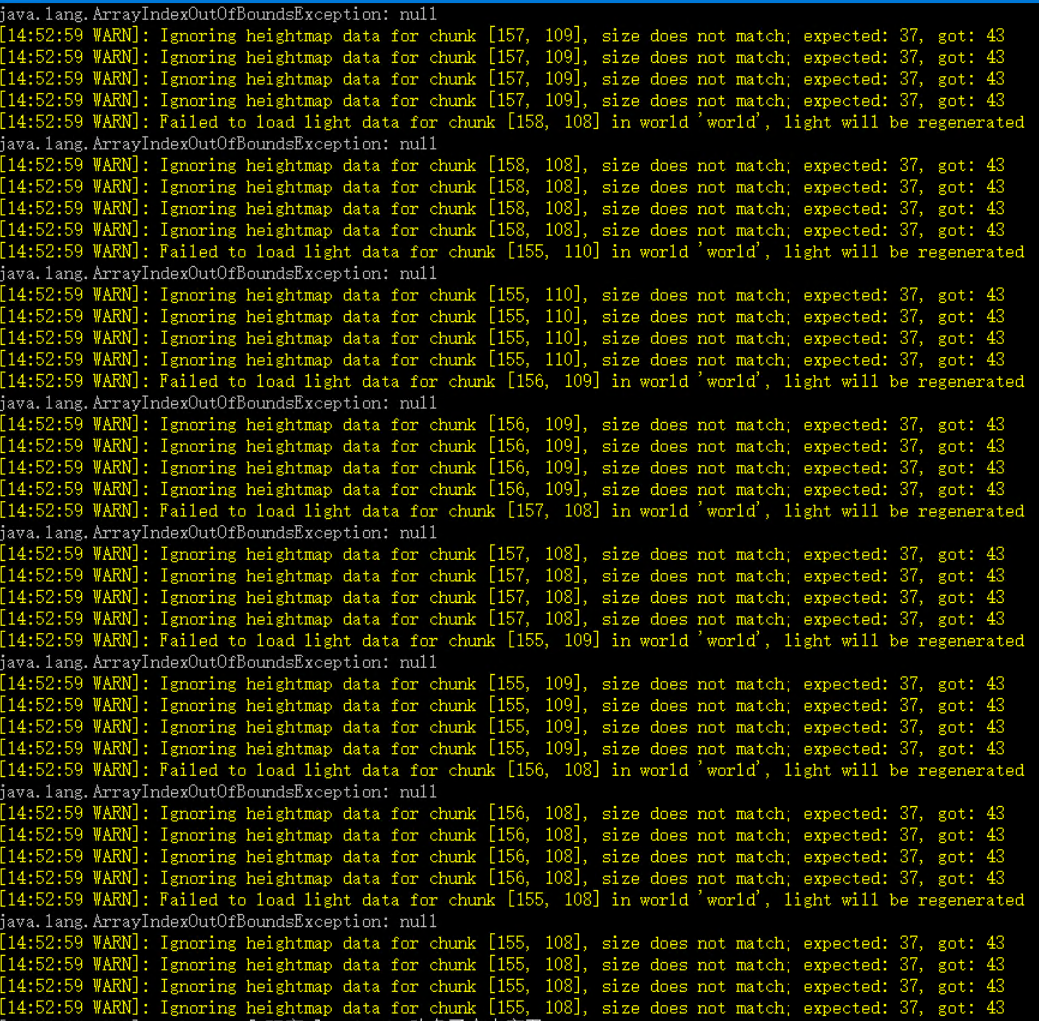 java.lang.ArrayIndexOutOfBoundsException: null
[14:52:59 WARN]: Ignoring heightmap data for chunk [157, 109], size does not match; expected: 37, got: 43
[14:52:59 WARN]: Ignoring heightmap data for chunk [157, 109], size does not match; expected: 37, got: 43
[14:52:59 WARN]: Ignoring heightmap data for chunk [157, 109], size does not match; expected: 37, got: 43
[14:52:59 WARN]: Ignoring heightmap data for chunk [157, 109], size does not match; expected: 37, got: 43
[14:52:59 WARN]: Failed to load light data for chunk [158, 108] in world 'world', light will be regenerated
java.lang.ArrayIndexOutOfBoundsException: null
[14:52:59 WARN]: Ignoring heightmap data for chunk [158, 108], size does not match; expected: 37, got: 43
[14:52:59 WARN]: Ignoring heightmap data for chunk [158, 108], size does not match; expected: 37, got: 43
[14:52:59 WARN]: Ignoring heightmap data for chunk [158, 108], size does not match; expected: 37, got: 43
[14:52:59 WARN]: Ignoring heightmap data for chunk [158, 108], size does not match; expected: 37, got: 43
[14:52:59 WARN]: Failed to load light data for chunk [155, 110] in world 'world', light will be regenerated
java.lang.ArrayIndexOutOfBoundsException: null
[14:52:59 WARN]: Ignoring heightmap data for chunk [155, 110], size does not match; expected: 37, got: 43
[14:52:59 WARN]: Ignoring heightmap data for chunk [155, 110], size does not match; expected: 37, got: 43
[14:52:59 WARN]: Ignoring heightmap data for chunk [155, 110], size does not match; expected: 37, got: 43
[14:52:59 WARN]: Ignoring heightmap data for chunk [155, 110], size does not match; expected: 37, got: 43
[14:52:59 WARN]: Failed to load light data for chunk [156, 109] in world 'world', light will be regenerated
java.lang.ArrayIndexOutOfBoundsException: null
[14:52:59 WARN]: Ignoring heightmap data for chunk [156, 109], size does not match; expected: 37, got: 43
[14:52:59 WARN]: Ignoring heightmap data for chunk [156, 109], size does not match; expected: 37, got: 43
[14:52:59 WARN]: Ignoring heightmap data for chunk [156, 109], size does not match; expected: 37, got: 43
[14:52:59 WARN]: Ignoring heightmap data for chunk [156, 109], size does not match; expected: 37, got: 43
[14:52:59 WARN]: Failed to load light data for chunk [157, 108] in world 'world', light will be regenerated
java.lang.ArrayIndexOutOfBoundsException: null
[14:52:59 WARN]: Ignoring heightmap data for chunk [157, 108], size does not match; expected: 37, got: 43
[14:52:59 WARN]: Ignoring heightmap data for chunk [157, 108], size does not match; expected: 37, got: 43
[14:52:59 WARN]: Ignoring heightmap data for chunk [157, 108], size does not match; expected: 37, got: 43
[14:52:59 WARN]: Ignoring heightmap data for chunk [157, 108], size does not match; expected: 37, got: 43
[14:52:59 WARN]: Failed to load light data for chunk [155, 109] in world 'world', light will be regenerated
java.lang.ArrayIndexOutOfBoundsException: null
[14:52:59 WARN]: Ignoring heightmap data for chunk [155, 109], size does not match; expected: 37, got: 43
[14:52:59 WARN]: Ignoring heightmap data for chunk [155, 109], size does not match; expected: 37, got: 43
[14:52:59 WARN]: Ignoring heightmap data for chunk [155, 109], size does not match; expected: 37, got: 43
[14:52:59 WARN]: Ignoring heightmap data for chunk [155, 109], size does not match; expected: 37, got: 43
[14:52:59 WARN]: Failed to load light data for chunk [156, 108] in world 'world', light will be regenerated
java.lang.ArrayIndexOutOfBoundsException: null
[14:52:59 WARN]: Ignoring heightmap data for chunk [156, 108], size does not match; expected: 37, got: 43
[14:52:59 WARN]: Ignoring heightmap data for chunk [156, 108], size does not match; expected: 37, got: 43
[14:52:59 WARN]: Ignoring heightmap data for chunk [156, 108], size does not match; expected: 37, got: 43
[14:52:59 WARN]: Ignoring heightmap data for chunk [156, 108], size does not match; expected: 37, got: 43
[14:52:59 WARN]: Failed to load light data for chunk [155, 108] in world 'world', light will be regenerated
java.lang.ArrayIndexOutOfBoundsException: null
[14:52:59 WARN]: Ignoring heightmap data for chunk [155, 108], size does not match; expected: 37, got: 43
[14:52:59 WARN]: Ignoring heightmap data for chunk [155, 108], size does not match; expected: 37, got: 43
[14:52:59 WARN]: Ignoring heightmap data for chunk [155, 108], size does not match; expected: 37, got: 43
[14:52:59 WARN]: Ignoring heightmap data for chunk [155, 108], size does not match; expected: 37, got: 43